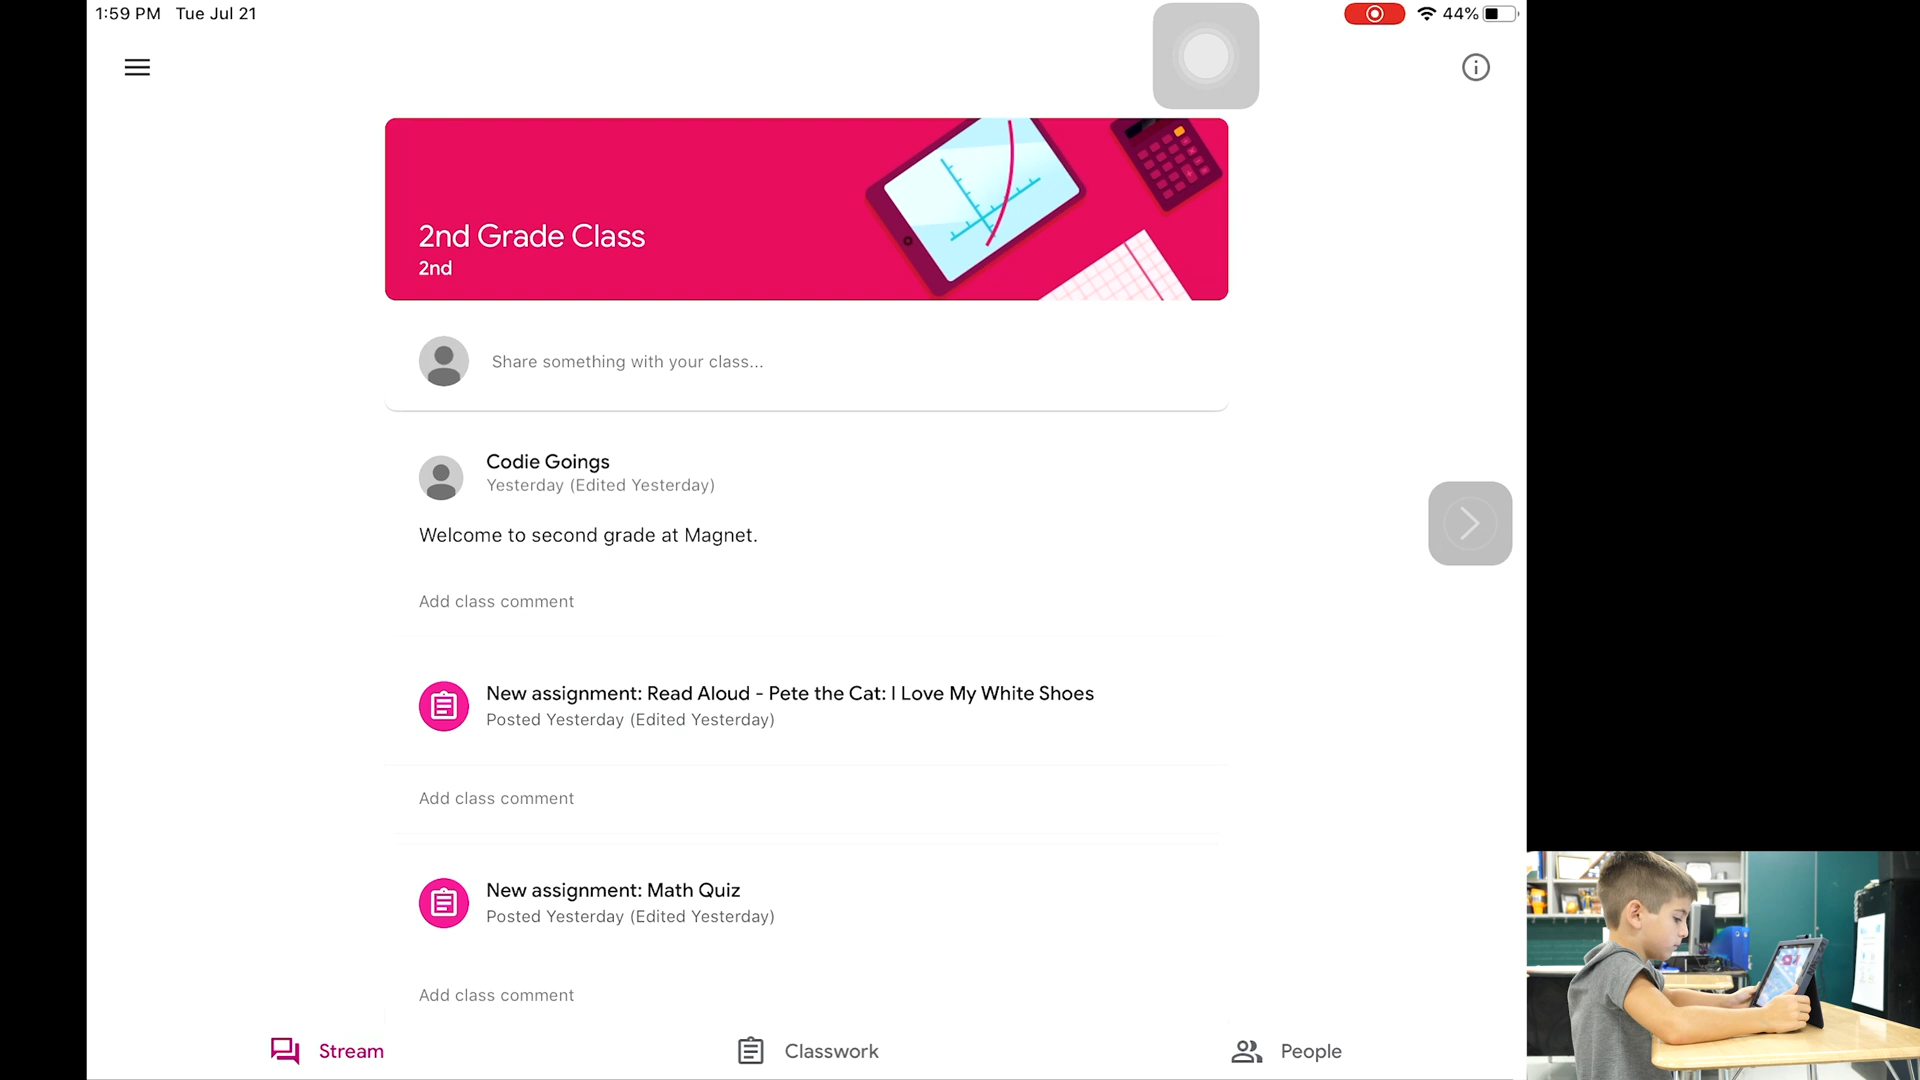 1:59 PM Tue Jul 21
44%
2nd Grade Class
2nd
Share something with your class...
Codie Goings
Yesterday (Edited Yesterday)
Welcome to second grade at Magnet.
Add class comment
New assignment: Read Aloud - Pete the Cat: I Love My White Shoes
Posted Yesterday (Edited Yesterday)
Add class comment
New assignment: Math Quiz
Posted Yesterday (Edited Yesterday)
Add class comment
Stream
Classwork
People